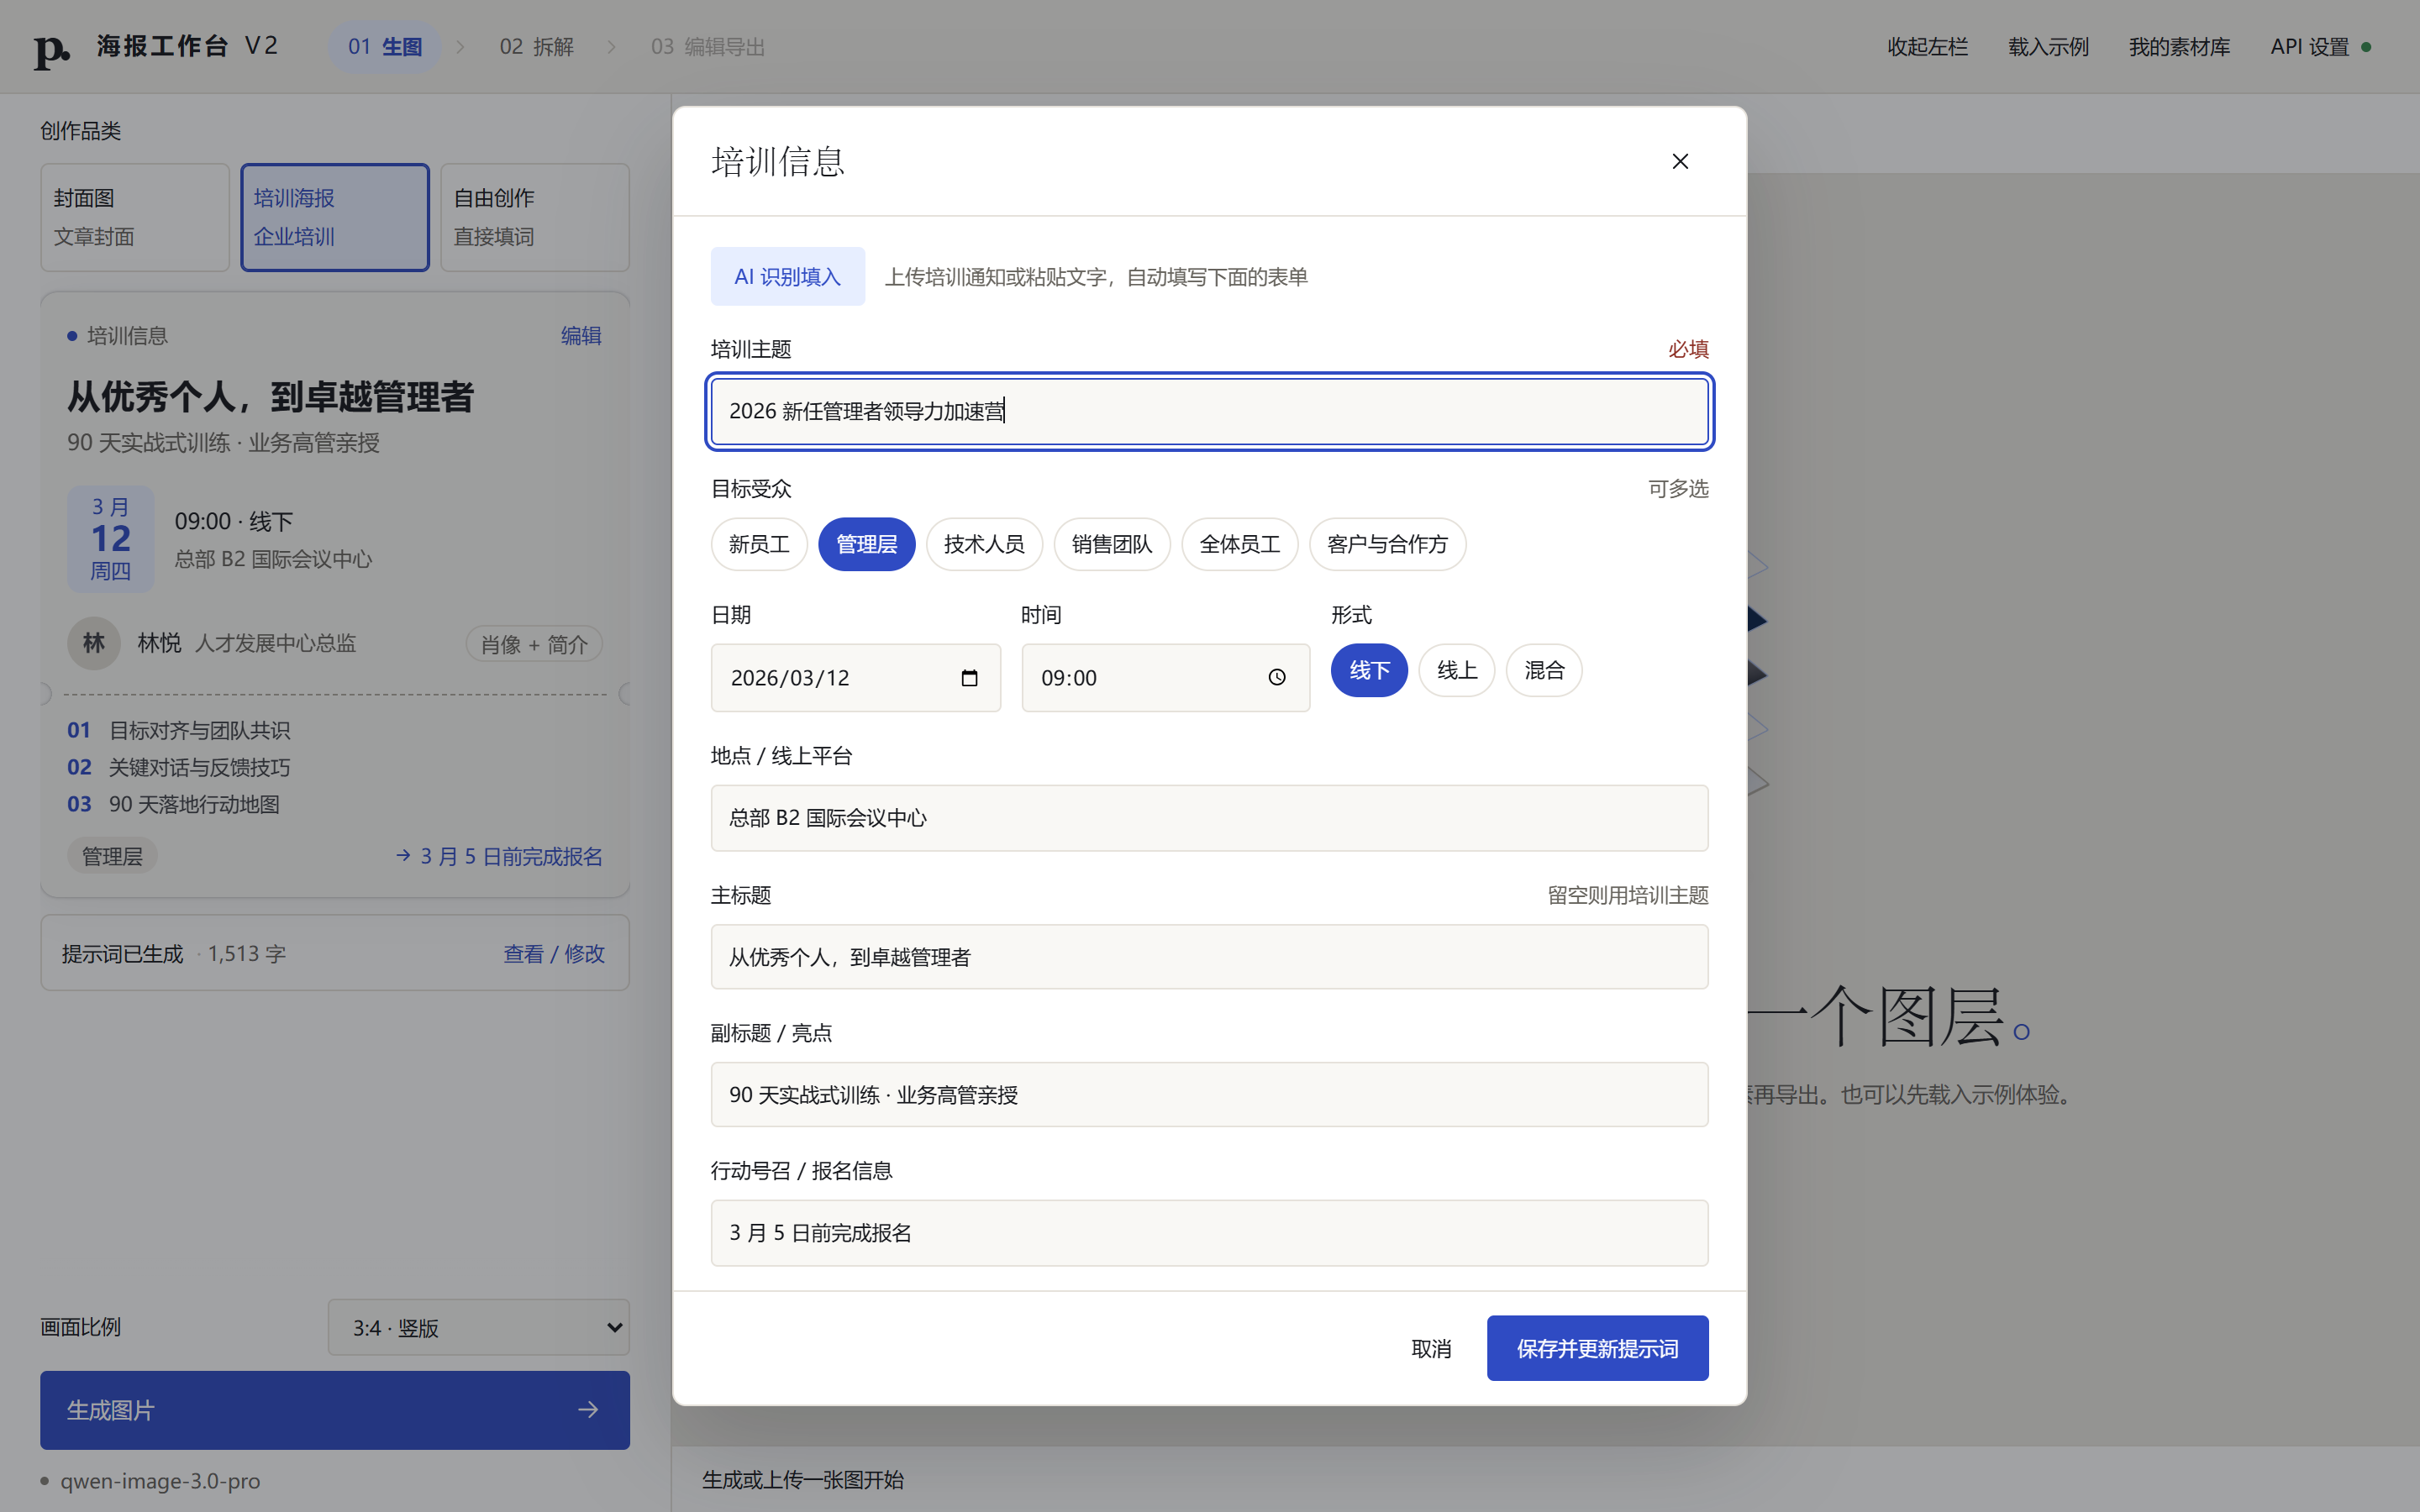 p. 海报工作台 V2 01 生图 02 拆解 03 编辑导出 收起左栏 载入示例 我的素材库 API 设置
创作品类
封面图
文章封面
培训海报
企业培训
自由创作
直接填词
培训信息 编辑
从优秀个人，到卓越管理者
90 天实战式训练 · 业务高管亲授
3 月
12
周四
09:00 · 线下
总部 B2 国际会议中心
林 林悦 人才发展中心总监 肖像 + 简介
01 目标对齐与团队共识
02 关键对话与反馈技巧
03 90 天落地行动地图
管理层 → 3 月 5 日前完成报名
提示词已生成 · 1,513 字 查看 / 修改
画面比例 3:4 · 竖版
生成图片 →
qwen-image-3.0-pro
培训信息
AI 识别填入 上传培训通知或粘贴文字，自动填写下面的表单
培训主题 必填
2026 新任管理者领导力加速营
目标受众 可多选
新员工 管理层 技术人员 销售团队 全体员工 客户与合作方
日期 时间 形式
2026/03/12 09:00 线下 线上 混合
地点 / 线上平台
总部 B2 国际会议中心
主标题 留空则用培训主题
从优秀个人，到卓越管理者
副标题 / 亮点
90 天实战式训练 · 业务高管亲授
行动号召 / 报名信息
3 月 5 日前完成报名
取消 保存并更新提示词
一个图层。
再导出。也可以先载入示例体验。
生成或上传一张图开始